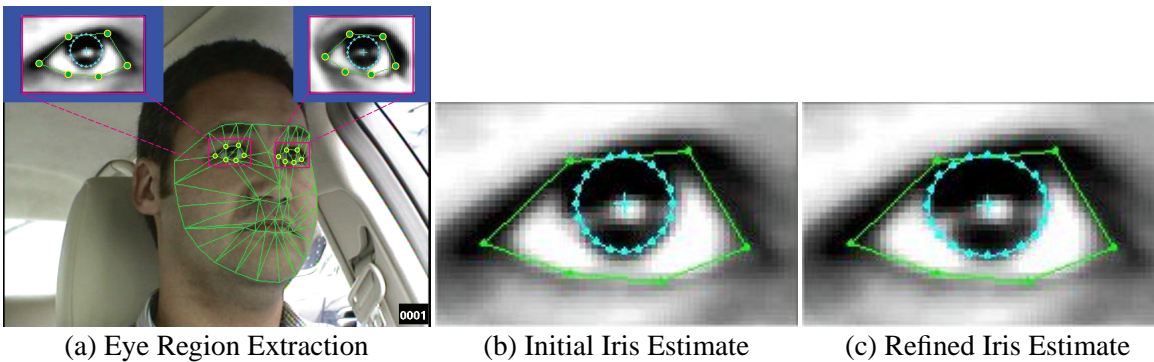 0001
(a) Eye Region Extraction
(b) Initial Iris Estimate
(c) Refined Iris Estimate